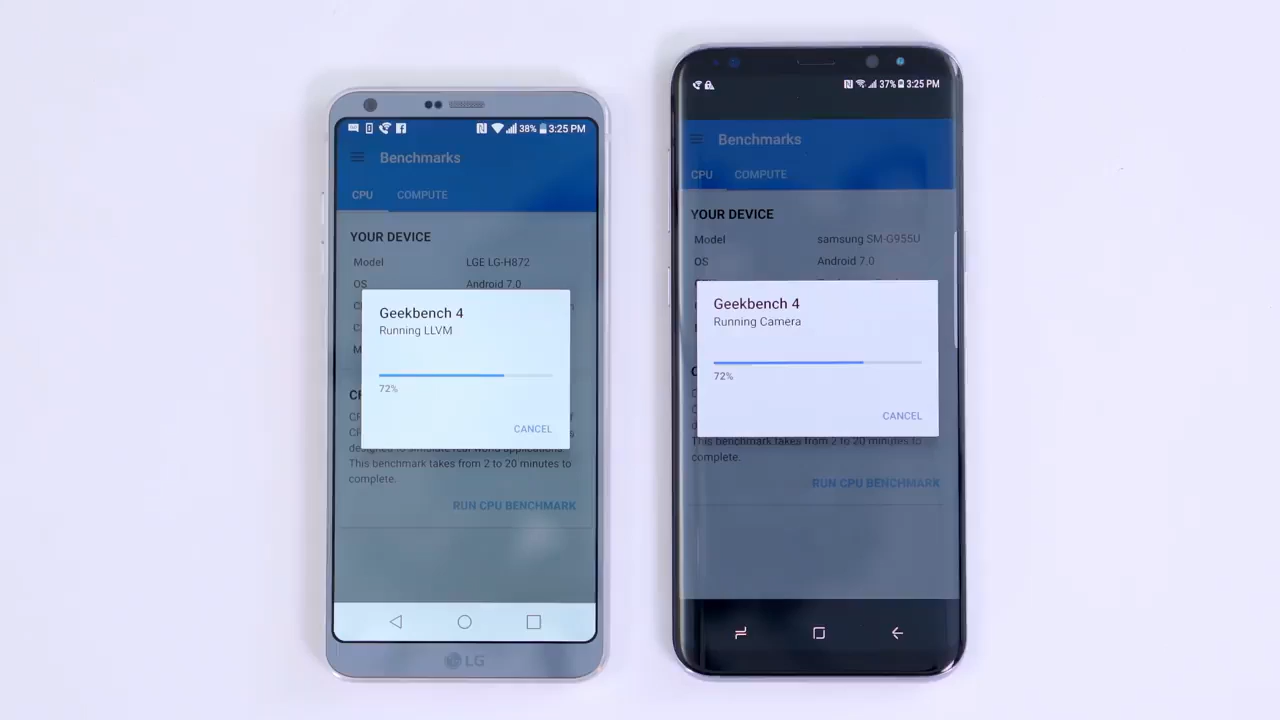 38% 3:25 PM
Benchmarks
CPU COMPUTE
YOUR DEVICE
Model LGE LG-H872
OS Android 7.0
Geekbench 4
Running LLVM
72%
CANCEL
This benchmark takes from 2 to 20 minutes to
complete.
RUN CPU BENCHMARK
LG
37% 3:25 PM
Benchmarks
CPU COMPUTE
YOUR DEVICE
Model samsung SM-G955U
OS Android 7.0
Geekbench 4
Running Camera
72%
CANCEL
This benchmark takes from 2 to 20 minutes to
complete.
RUN CPU BENCHMARK